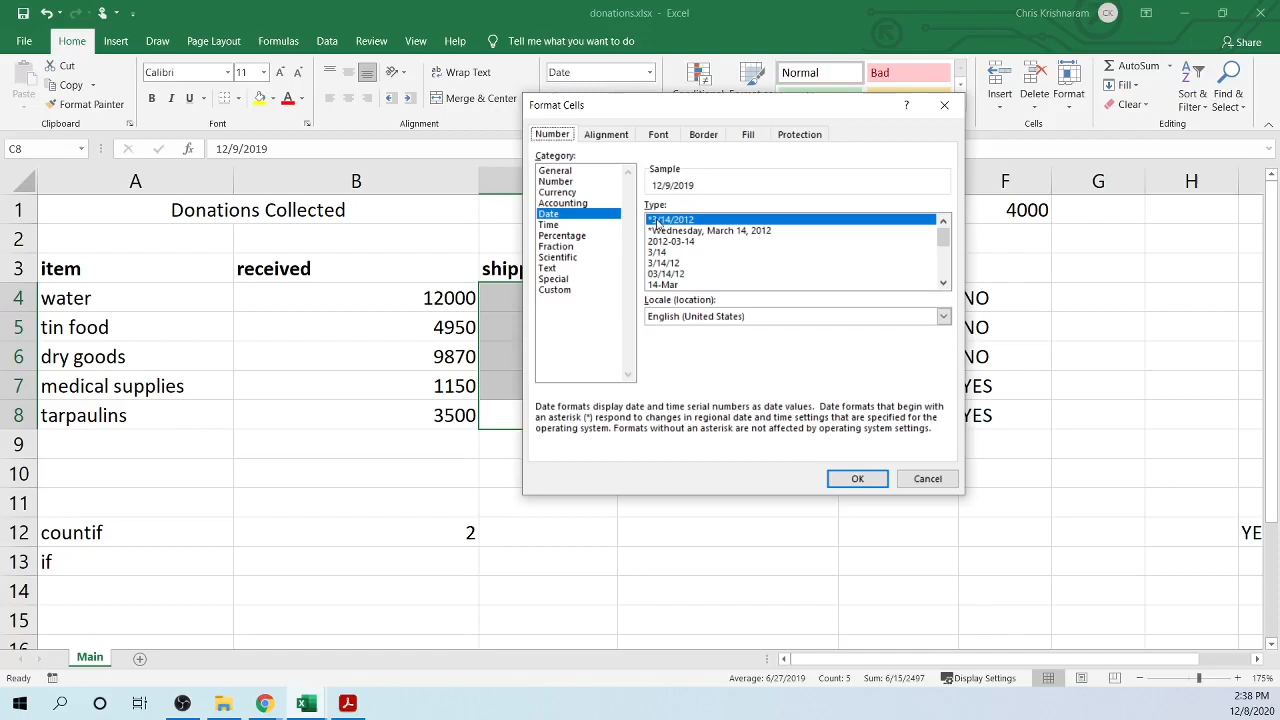 donations.xlsx - Excel
Chris Krishnaram CK
File Home Insert Draw Page Layout Formulas Data Review View Help Tell me what you want to do Share
Cut
Copy
Format Painter
Paste
Clipboard
Calibri 11
B I U A
Font
Wrap Text
Merge & Center
Alignment
Date
Normal Bad
Insert Delete Format
Cells
AutoSum
Fill
Clear
Sort & Find &
Filter Select
Editing
C8 fx 12/9/2019
A B F G H
1 Donations Collected 4000
2
3 item received
4 water 12000 NO
5 tin food 4950 NO
6 dry goods 9870 NO
7 medical supplies 1150 YES
8 tarpaulins 3500 YES
9
10
11
12 countif 2
13 if
14
15
Format Cells ?
Number Alignment Font Border Fill Protection
Category:
General
Number
Currency
Accounting
Date
Time
Percentage
Fraction
Scientific
Text
Special
Custom
Sample
12/9/2019
Type:
*3/14/2012
*Wednesday, March 14, 2012
2012-03-14
3/14
3/14/12
03/14/12
14-Mar
Locale (location):
English (United States)
Date formats display date and time serial numbers as date values. Date formats that begin with
an asterisk (*) respond to changes in regional date and time settings that are specified for the
operating system. Formats without an asterisk are not affected by operating system settings.
OK Cancel
Main
Ready Average: 6/27/2019 Count: 5 Sum: 6/15/2497 Display Settings 175%
2:38 PM
12/8/2020